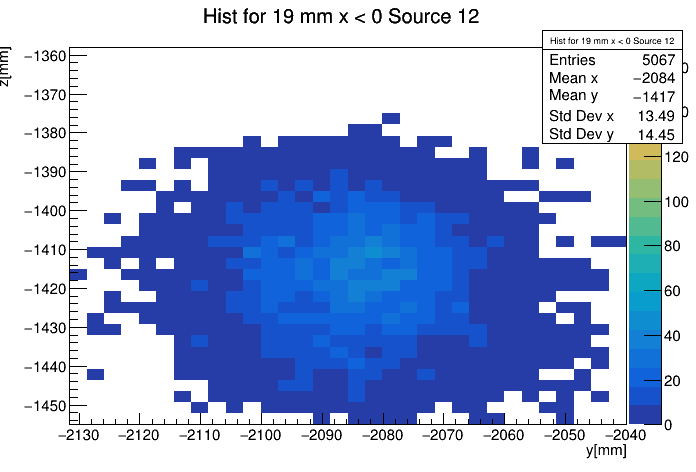 Hist for 19 mm x < 0 Source 12
Hist for 19 mm x < 0 Source 12
Entries 5067
Mean x −2084
Mean y −1417
Std Dev x 13.49
Std Dev y 14.45
z[mm]
−1360
−1370
−1380
−1390
−1400
−1410
−1420
−1430
−1440
−1450
−2130 −2120 −2110 −2100 −2090 −2080 −2070 −2060 −2050 −2040
y[mm]
120
100
80
60
40
20
0